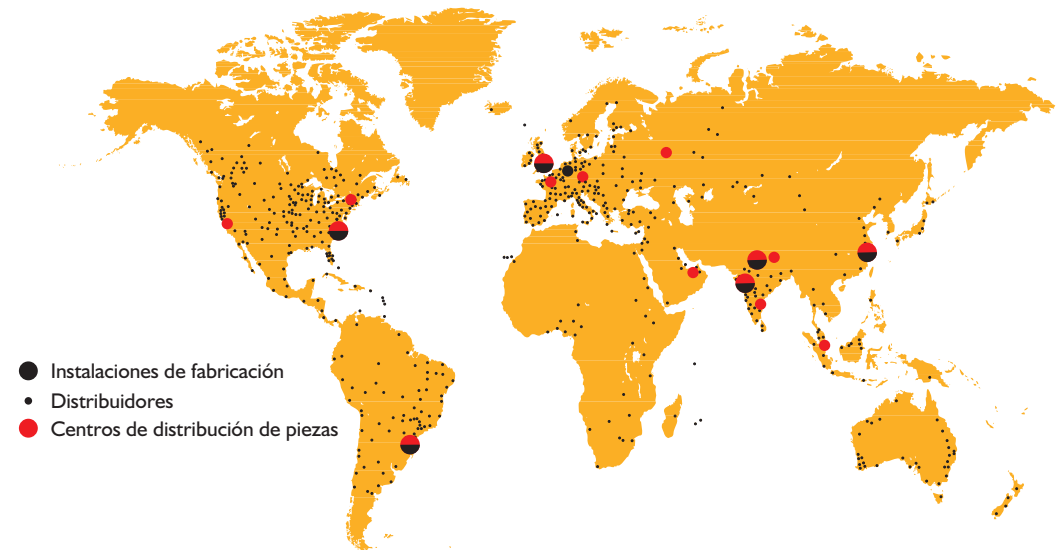 Instalaciones de fabricación
Distribuidores
Centros de distribución de piezas